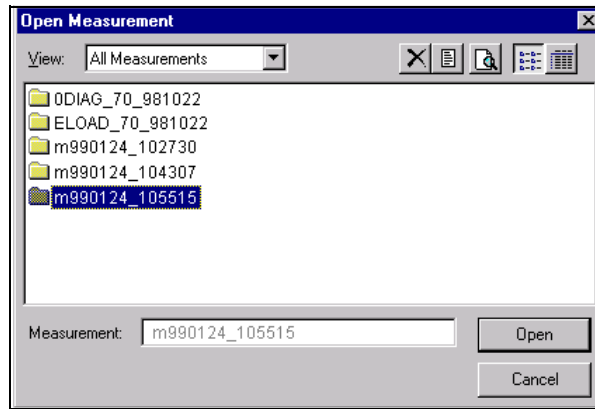 Open Measurement
View: All Measurements
0DIAG_70_981022
ELOAD_70_981022
m990124_102730
m990124_104307
m990124_105515
Measurement: m990124_105515
Open
Cancel